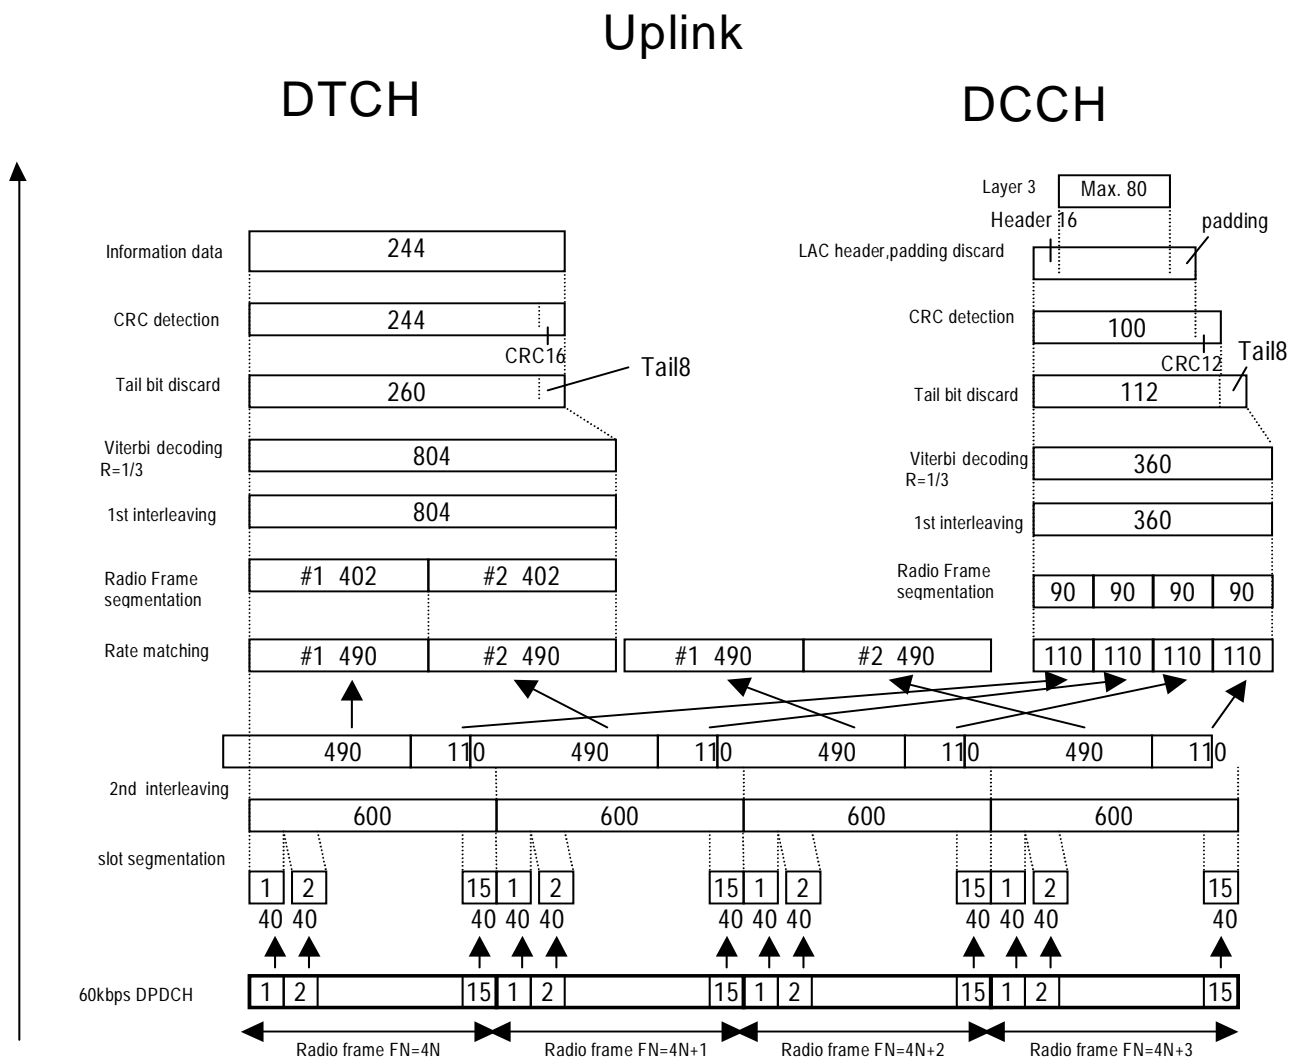 Uplink
DTCH
DCCH
Layer 3
Max. 80
Header 16
padding
Information data
244
LAC header,padding discard
CRC detection
244
CRC16
CRC detection
100
CRC12
Tail bit discard
260
Tail8
Tail bit discard
112
Tail8
Viterbi decoding
R=1/3
804
Viterbi decoding
R=1/3
360
1st interleaving
804
1st interleaving
360
Radio Frame
segmentation
#1 402
#2 402
Radio Frame
segmentation
90 90 90 90
Rate matching
#1 490
#2 490
#1 490
#2 490
110 110 110 110
490 110 490 110 490 110 490 110
2nd interleaving
600 600 600 600
slot segmentation
1 2 15 1 2 15 1 2 15 1 2 15
40 40 40 40 40 40 40 40 40 40 40 40
60kbps DPDCH
1 2 15 1 2 15 1 2 15 1 2 15
Radio frame FN=4N
Radio frame FN=4N+1
Radio frame FN=4N+2
Radio frame FN=4N+3